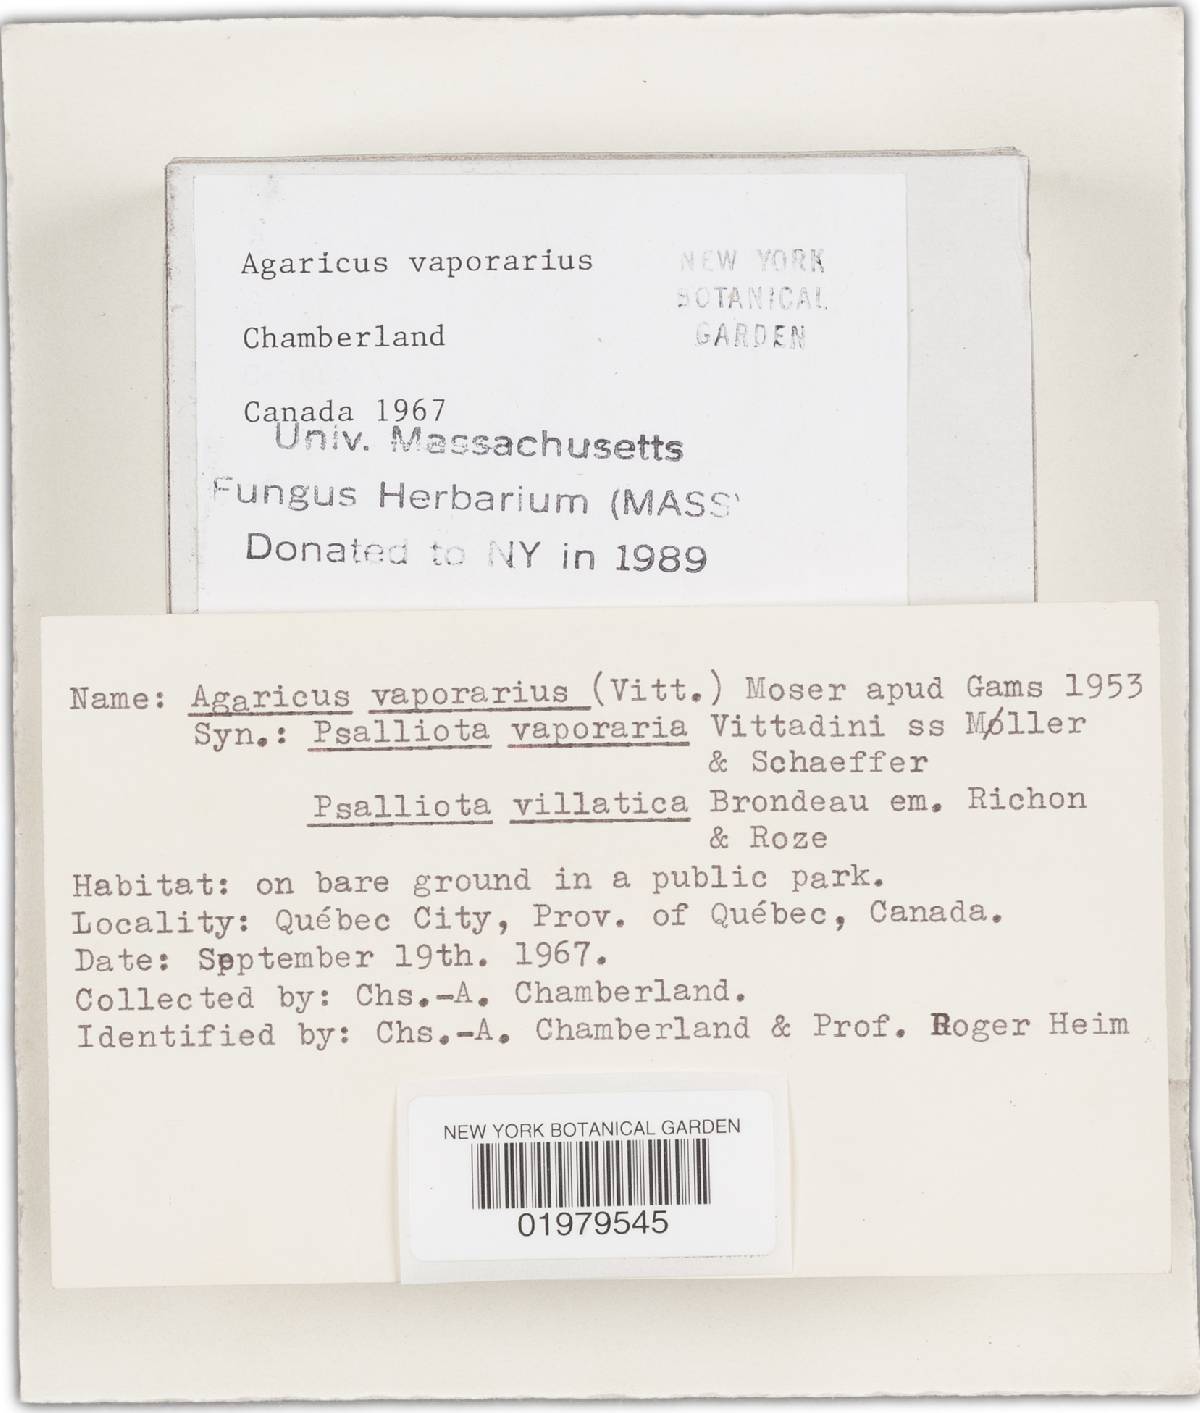 Agaricus vaporarius
NEW YORK
BOTANICAL
GARDEN
Chamberland
Canada 1967
Univ. Massachusetts
Fungus Herbarium (MASS)
Donated to NY in 1989
Name: Agaricus vaporarius (Vitt.) Moser apud Gams 1953
Syn.: Psalliota vaporaria Vittadini ss Møller
& Schaeffer
Psalliota villatica Brondeau em. Richon
& Roze
Habitat: on bare ground in a public park.
Locality: Québec City, Prov. of Québec, Canada.
Date: September 19th. 1967.
Collected by: Chs.-A. Chamberland.
Identified by: Chs.-A. Chamberland & Prof. Roger Heim
NEW YORK BOTANICAL GARDEN
01979545